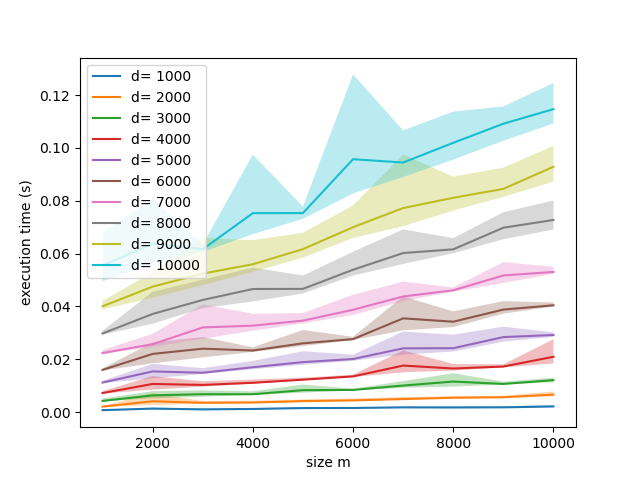 d= 1000
d= 2000
d= 3000
d= 4000
d= 5000
d= 6000
d= 7000
d= 8000
d= 9000
d= 10000
execution time (s)
0.12
0.10
0.08
0.06
0.04
0.02
0.00
2000 4000 6000 8000 10000
size m